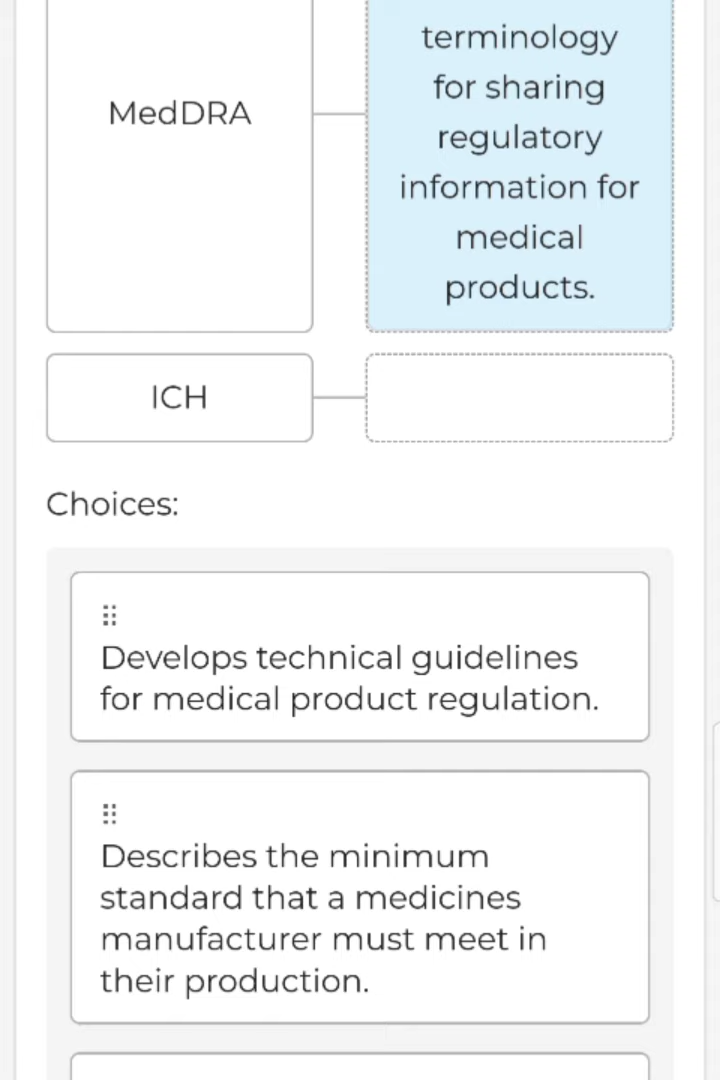 terminology
for sharing
MedDRA
regulatory
information for
medical
products.
ICH
Choices:
Develops technical guidelines
for medical product regulation.
Describes the minimum
standard that a medicines
manufacturer must meet in
their production.